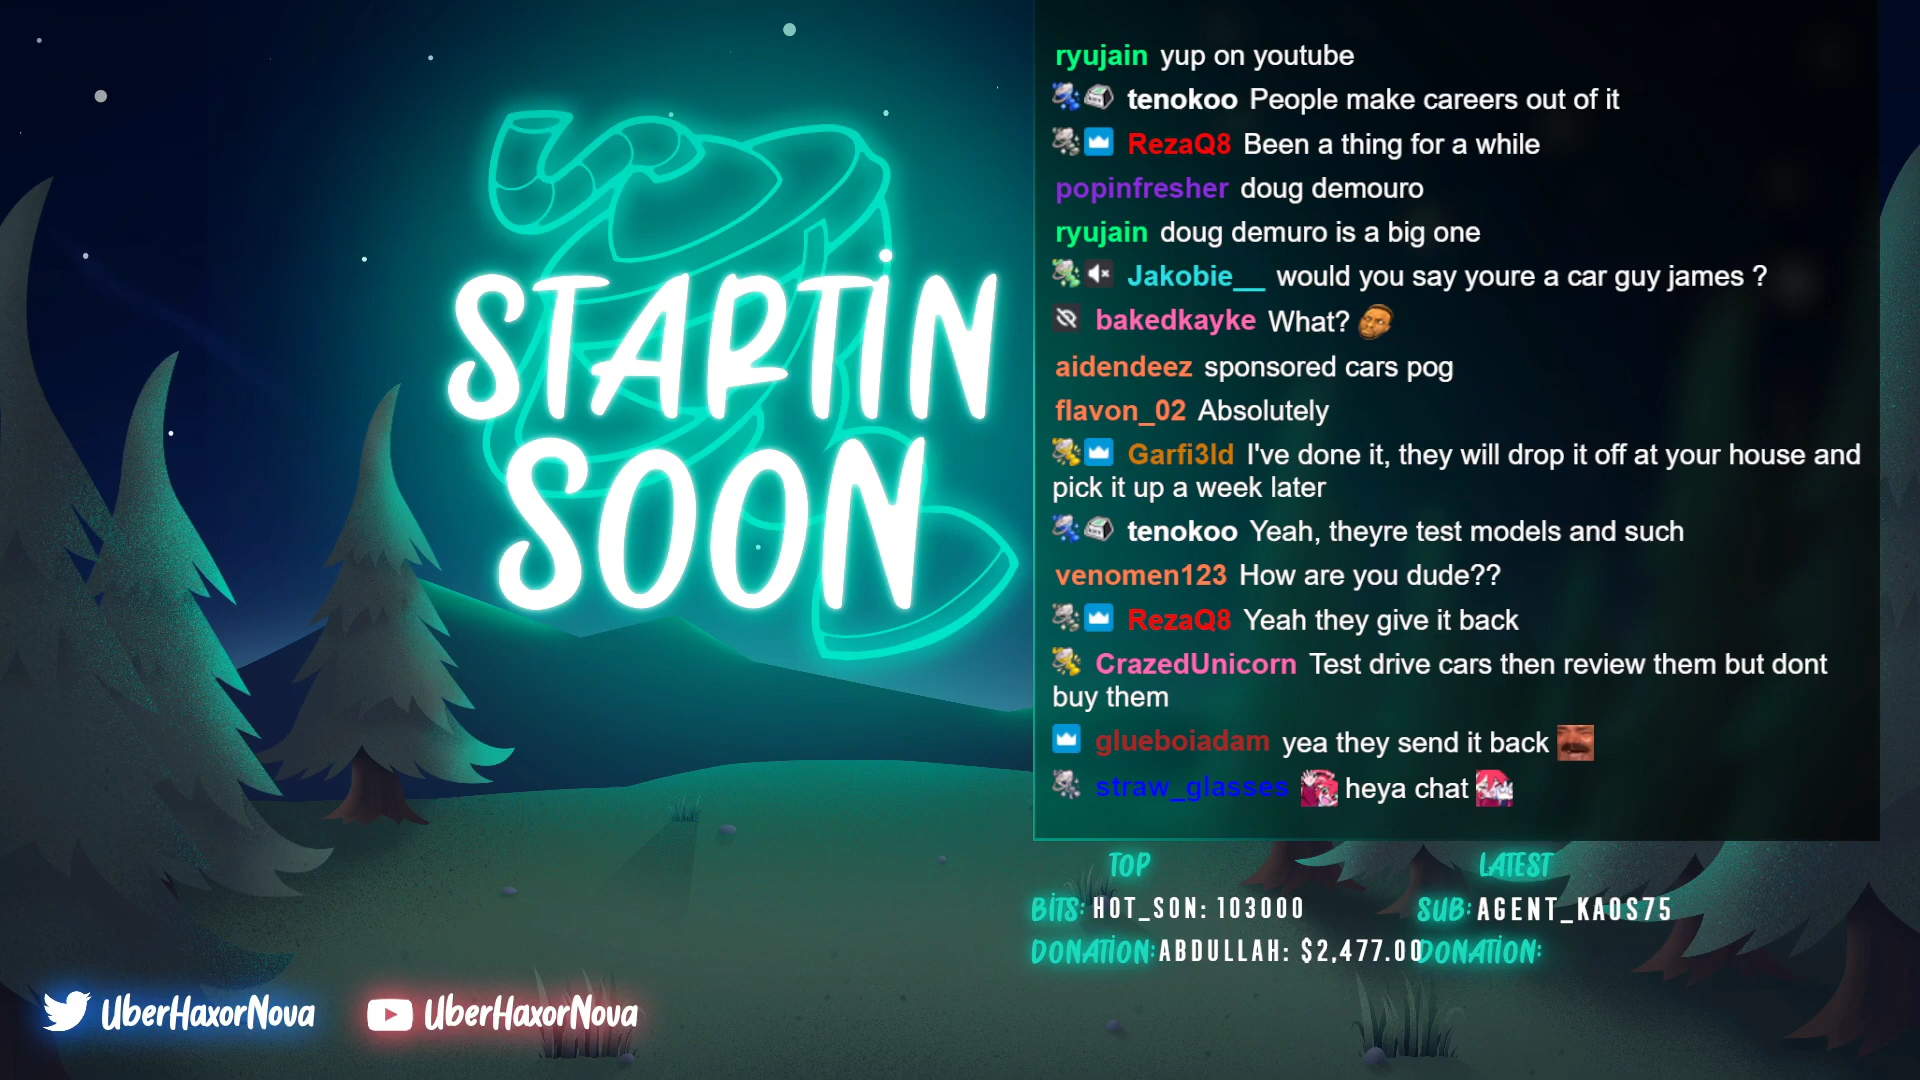 STARTIN
SOON
ryujain yup on youtube
tenokoo People make careers out of it
RezaQ8 Been a thing for a while
popinfresher doug demouro
ryujain doug demuro is a big one
Jakobie__ would you say youre a car guy james ?
bakedkayke What?
aidendeez sponsored cars pog
flavon_02 Absolutely
Garfi3ld I've done it, they will drop it off at your house and
pick it up a week later
tenokoo Yeah, theyre test models and such
venomen123 How are you dude??
RezaQ8 Yeah they give it back
CrazedUnicorn Test drive cars then review them but dont
buy them
glueboiadam yea they send it back
straw_glasses heya chat
TOP
BITS: HOT_SON: 103000
DONATION: ABDULLAH: $2,477.00
LATEST
SUB: AGENT_KAOS75
DONATION:
UberHaxorNova
UberHaxorNova